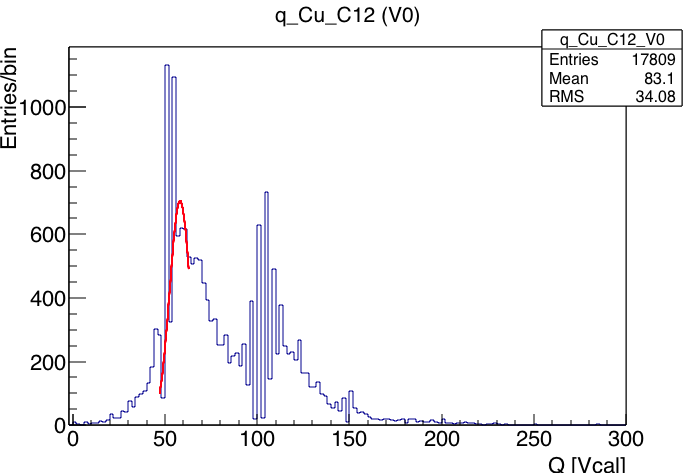 q_Cu_C12 (V0)
q_Cu_C12_V0
Entries 17809
Mean 83.1
RMS 34.08
Entries/bin
1000
800
600
400
200
0
0 50 100 150 200 250 300
Q [Vcal]